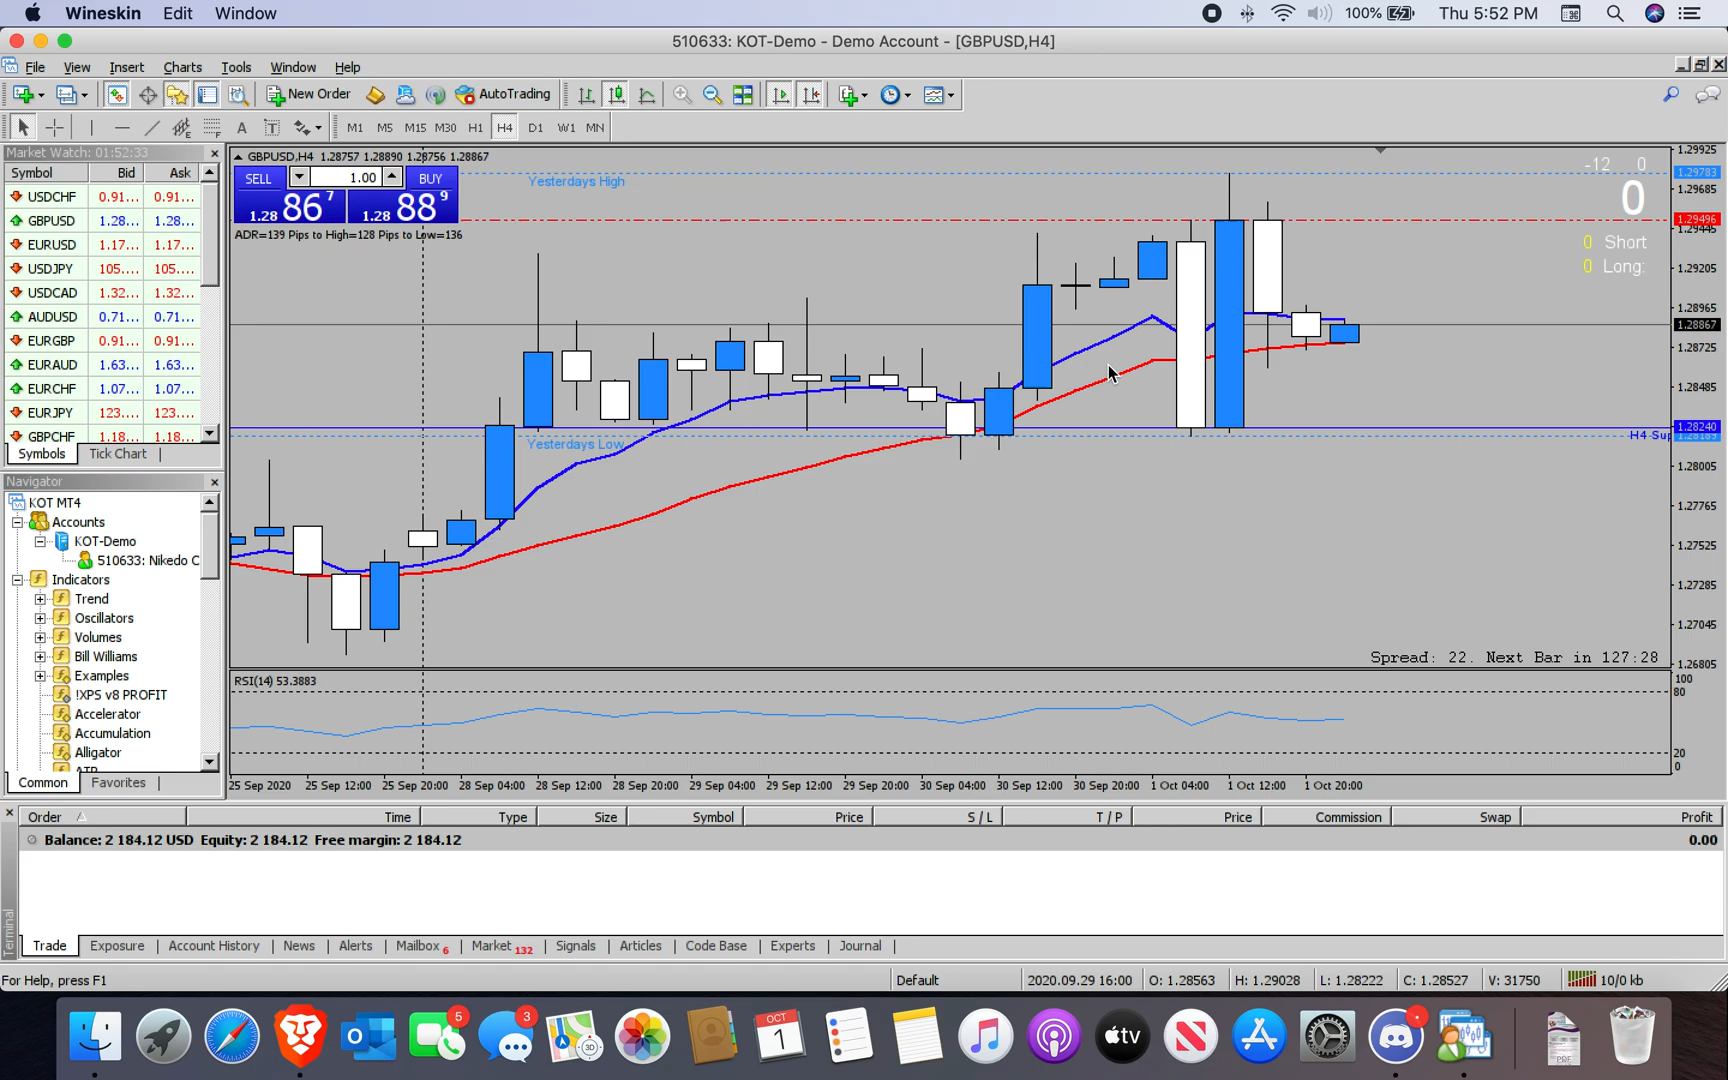 Wineskin Edit Window 100% Thu 5:52 PM
510633: KOT-Demo - Demo Account - [GBPUSD,H4]
File View Insert Charts Tools Window Help
New Order AutoTrading
A T M1 M5 M15 M30 H1 H4 D1 W1 MN
Market Watch: 01:52:33
Symbol Bid Ask
USDCHF 0.91... 0.91...
GBPUSD 1.28... 1.28...
EURUSD 1.17... 1.17...
USDJPY 105.... 105....
USDCAD 1.32... 1.32...
AUDUSD 0.71... 0.71...
EURGBP 0.91... 0.91...
EURAUD 1.63... 1.63...
EURCHF 1.07... 1.07...
EURJPY 123.... 123....
GBPCHF 1.18... 1.18...
Symbols Tick Chart
Navigator
KOT MT4
Accounts
KOT-Demo
510633: Nikedo C
Indicators
Trend
Oscillators
Volumes
Bill Williams
Examples
!XPS v8 PROFIT
Accelerator
Accumulation
Alligator
ATR
Common Favorites
GBPUSD,H4 1.28757 1.28890 1.28756 1.28867
SELL 1.00 BUY
1.28 86 7 1.28 88 9
ADR=139 Pips to High=128 Pips to Low=136
Yesterdays High
Yesterdays Low
-12 0
0
0 Short
0 Long:
H4 Sup
Spread: 22. Next Bar in 127:28
1.29925
1.29783
1.29685
1.29496
1.29445
1.29205
1.28965
1.28867
1.28725
1.28485
1.28240
1.28189
1.28005
1.27765
1.27525
1.27285
1.27045
1.26805
RSI(14) 53.3883
100
80
20
0
25 Sep 2020 25 Sep 12:00 25 Sep 20:00 28 Sep 04:00 28 Sep 12:00 28 Sep 20:00 29 Sep 04:00 29 Sep 12:00 29 Sep 20:00 30 Sep 04:00 30 Sep 12:00 30 Sep 20:00 1 Oct 04:00 1 Oct 12:00 1 Oct 20:00
Order Time Type Size Symbol Price S / L T / P Price Commission Swap Profit
Balance: 2 184.12 USD Equity: 2 184.12 Free margin: 2 184.12 0.00
Terminal
Trade Exposure Account History News Alerts Mailbox 6 Market 132 Signals Articles Code Base Experts Journal
For Help, press F1 Default 2020.09.29 16:00 O: 1.28563 H: 1.29028 L: 1.28222 C: 1.28527 V: 31750 10/0 kb
5 3 3D OCT 1 tv PDF